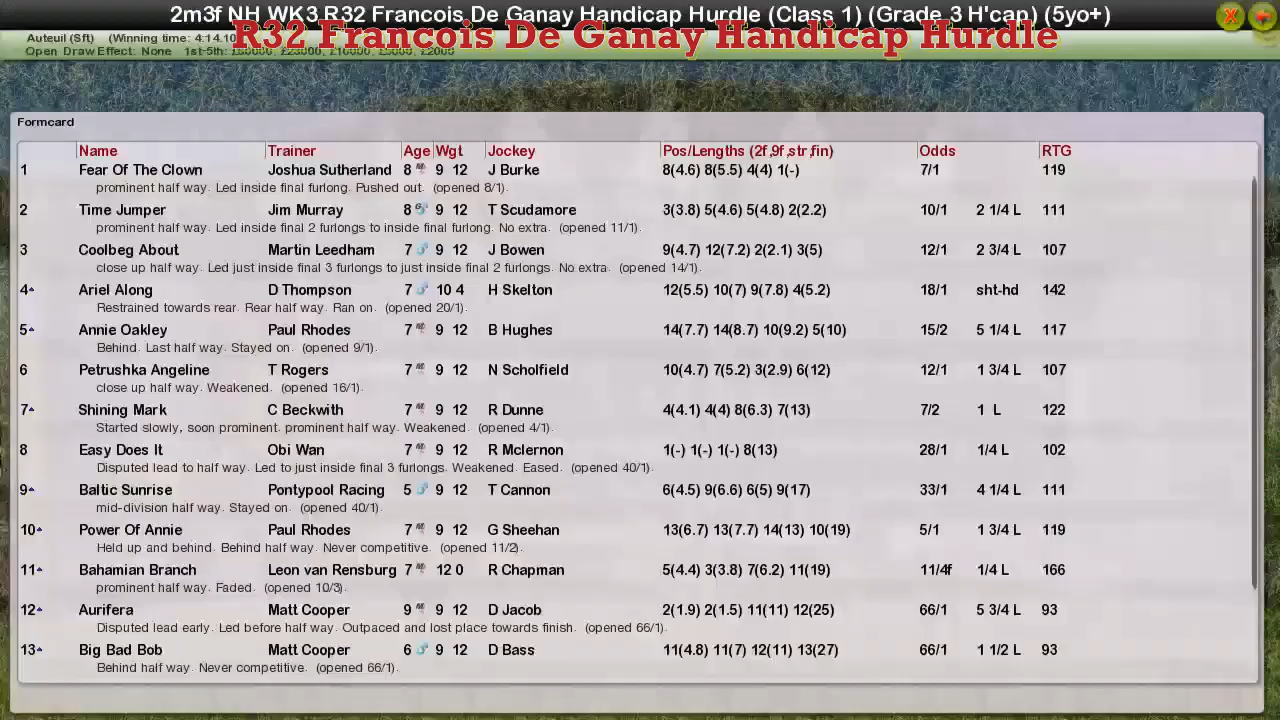 2m3f NH WK3 R32 Francois De Ganay Handicap Hurdle (Class 1) (Grade 3 H'cap) (5yo+)
R32 Francois De Ganay Handicap Hurdle
Auteuil (Sft) (Winning time: 4:14.10
Open Draw Effect: None 1st-5th: £60000, £23000, £10000, £5000, £2000
Formcard
Name Trainer Age Wgt Jockey Pos/Lengths (2f,9f,str,fin) Odds RTG
1 Fear Of The Clown Joshua Sutherland 8 9 12 J Burke 8(4.6) 8(5.5) 4(4) 1(-) 7/1 119
prominent half way. Led inside final furlong. Pushed out. (opened 8/1).
2 Time Jumper Jim Murray 8 9 12 T Scudamore 3(3.8) 5(4.6) 5(4.8) 2(2.2) 10/1 2 1/4 L 111
prominent half way. Led inside final 2 furlongs to inside final furlong. No extra. (opened 11/1).
3 Coolbeg About Martin Leedham 7 9 12 J Bowen 9(4.7) 12(7.2) 2(2.1) 3(5) 12/1 2 3/4 L 107
close up half way. Led just inside final 3 furlongs to just inside final 2 furlongs. No extra. (opened 14/1).
4 Ariel Along D Thompson 7 10 4 H Skelton 12(5.5) 10(7) 9(7.8) 4(5.2) 18/1 sht-hd 142
Restrained towards rear. Rear half way. Ran on. (opened 20/1).
5 Annie Oakley Paul Rhodes 7 9 12 B Hughes 14(7.7) 14(8.7) 10(9.2) 5(10) 15/2 5 1/4 L 117
Behind. Last half way. Stayed on. (opened 9/1).
6 Petrushka Angeline T Rogers 7 9 12 N Scholfield 10(4.7) 7(5.2) 3(2.9) 6(12) 12/1 1 3/4 L 107
close up half way. Weakened. (opened 16/1).
7 Shining Mark C Beckwith 7 9 12 R Dunne 4(4.1) 4(4) 8(6.3) 7(13) 7/2 1 L 122
Started slowly, soon prominent. prominent half way. Weakened. (opened 4/1).
8 Easy Does It Obi Wan 7 9 12 R Mclernon 1(-) 1(-) 1(-) 8(13) 28/1 1/4 L 102
Disputed lead to half way. Led to just inside final 3 furlongs. Weakened. Eased. (opened 40/1).
9 Baltic Sunrise Pontypool Racing 5 9 12 T Cannon 6(4.5) 9(6.6) 6(5) 9(17) 33/1 4 1/4 L 111
mid-division half way. Stayed on. (opened 40/1).
10 Power Of Annie Paul Rhodes 7 9 12 G Sheehan 13(6.7) 13(7.7) 14(13) 10(19) 5/1 1 3/4 L 119
Held up and behind. Behind half way. Never competitive. (opened 11/2).
11 Bahamian Branch Leon van Rensburg 7 12 0 R Chapman 5(4.4) 3(3.8) 7(6.2) 11(19) 11/4f 1/4 L 166
prominent half way. Faded. (opened 10/3).
12 Aurifera Matt Cooper 9 9 12 D Jacob 2(1.9) 2(1.5) 11(11) 12(25) 66/1 5 3/4 L 93
Disputed lead early. Led before half way. Outpaced and lost place towards finish. (opened 66/1).
13 Big Bad Bob Matt Cooper 6 9 12 D Bass 11(4.8) 11(7) 12(11) 13(27) 66/1 1 1/2 L 93
Behind half way. Never competitive. (opened 66/1).